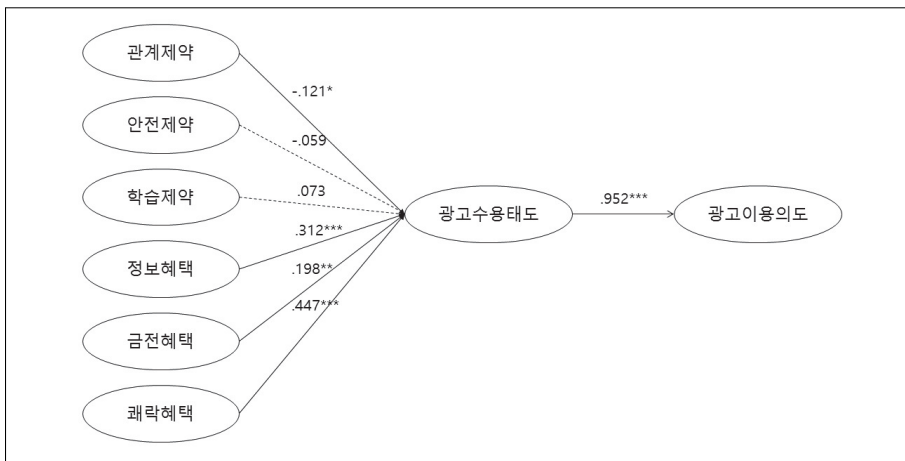 관계제약
-.121*
안전제약
-.059
학습제약
.073
광고수용태도
.952***
광고이용의도
.312***
정보혜택
.198**
금전혜택
.447***
쾌락혜택